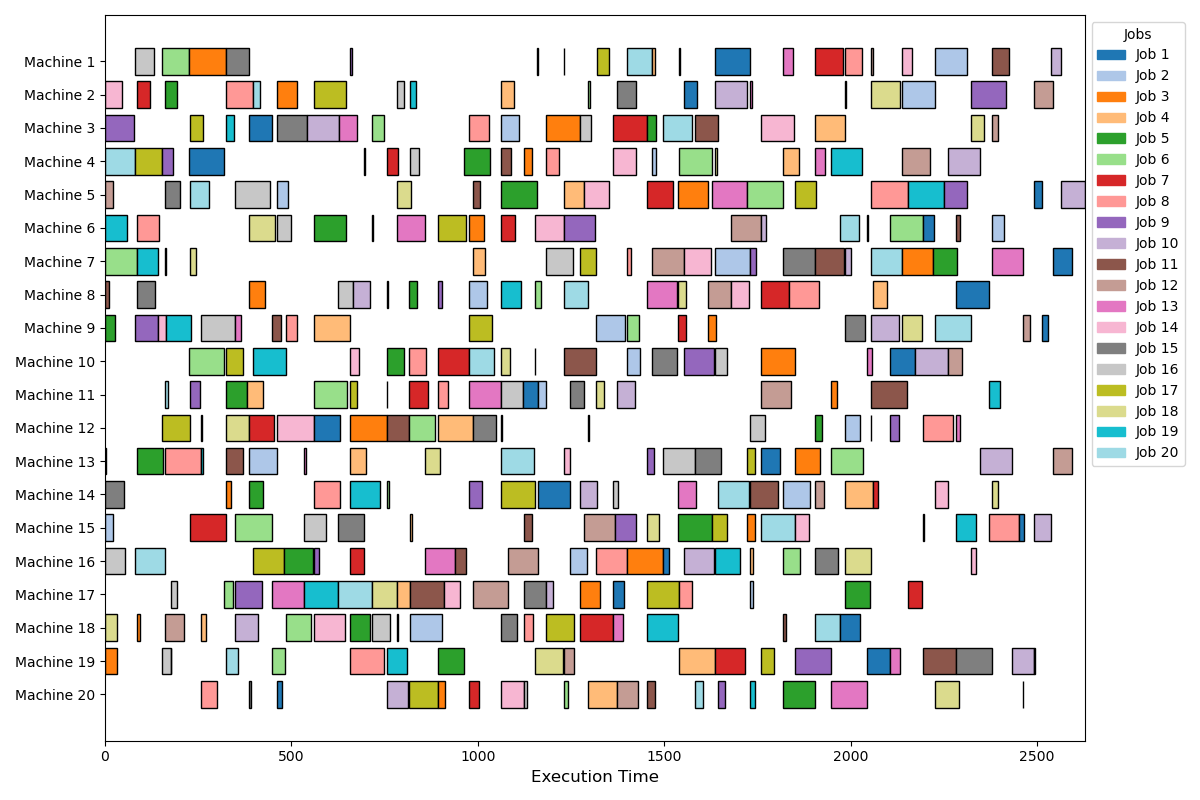 Machine 1
Machine 2
Machine 3
Machine 4
Machine 5
Machine 6
Machine 7
Machine 8
Machine 9
Machine 10
Machine 11
Machine 12
Machine 13
Machine 14
Machine 15
Machine 16
Machine 17
Machine 18
Machine 19
Machine 20
0 500 1000 1500 2000 2500
Execution Time
Jobs
Job 1
Job 2
Job 3
Job 4
Job 5
Job 6
Job 7
Job 8
Job 9
Job 10
Job 11
Job 12
Job 13
Job 14
Job 15
Job 16
Job 17
Job 18
Job 19
Job 20